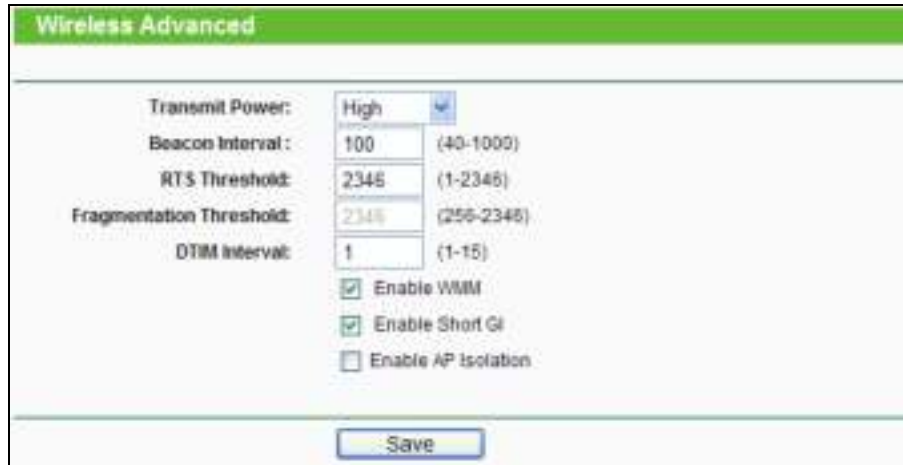 Wireless Advanced
Transmit Power: High
Beacon Interval : 100 (40-1000)
RTS Threshold: 2346 (1-2346)
Fragmentation Threshold: 2346 (256-2346)
DTIM Interval: 1 (1-15)
Enable WMM
Enable Short GI
Enable AP Isolation
Save